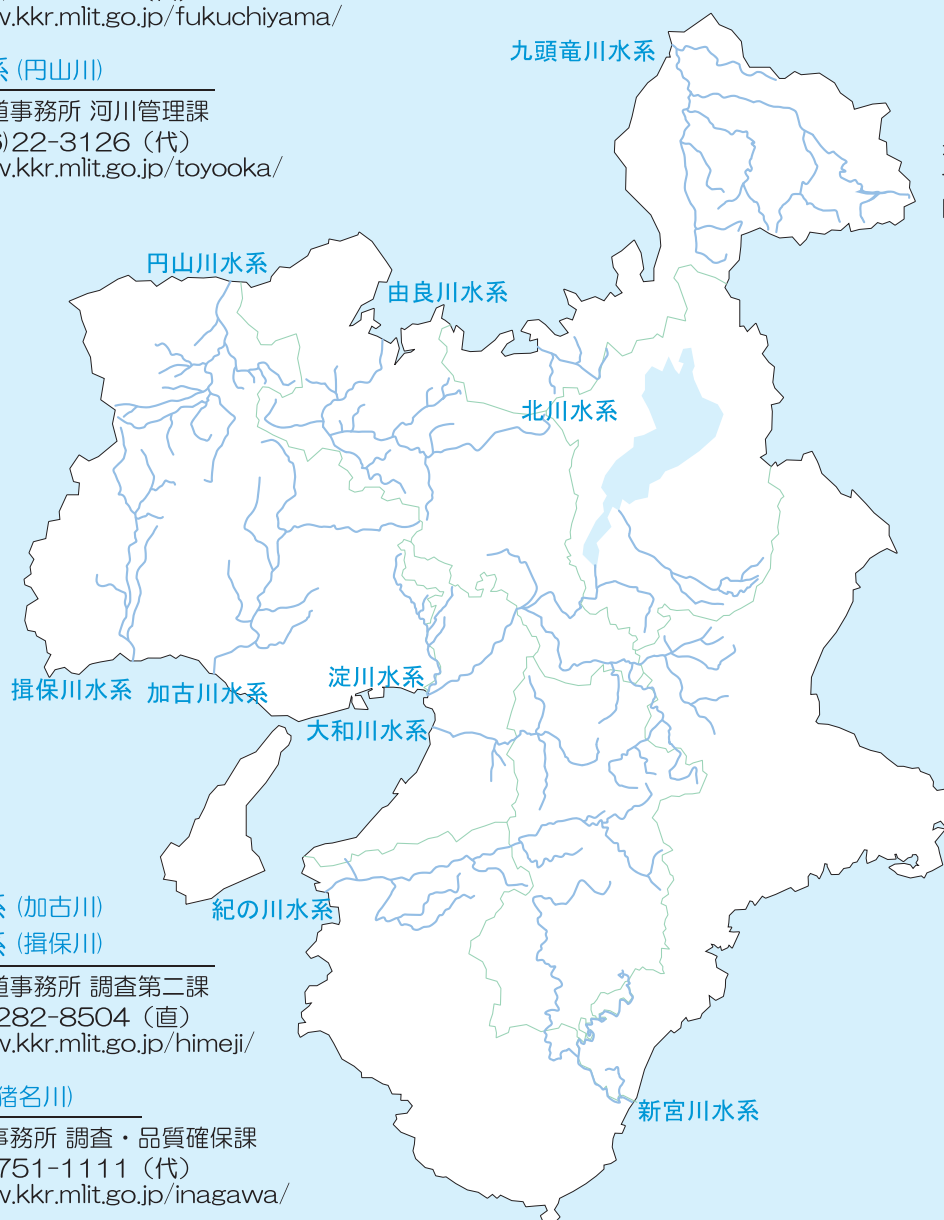 w.kkr.mlit.go.jp/fukuchiyama/
系 (円山川)
道事務所 河川管理課
6)22-3126（代）
w.kkr.mlit.go.jp/toyooka/
九頭竜川水系
円山川水系
由良川水系
北川水系
揖保川水系
加古川水系
淀川水系
大和川水系
紀の川水系
新宮川水系
系 (加古川)
系 (揖保川)
道事務所 調査第二課
282-8504（直）
w.kkr.mlit.go.jp/himeji/
猪名川)
事務所 調査・品質確保課
751-1111（代）
w.kkr.mlit.go.jp/inagawa/